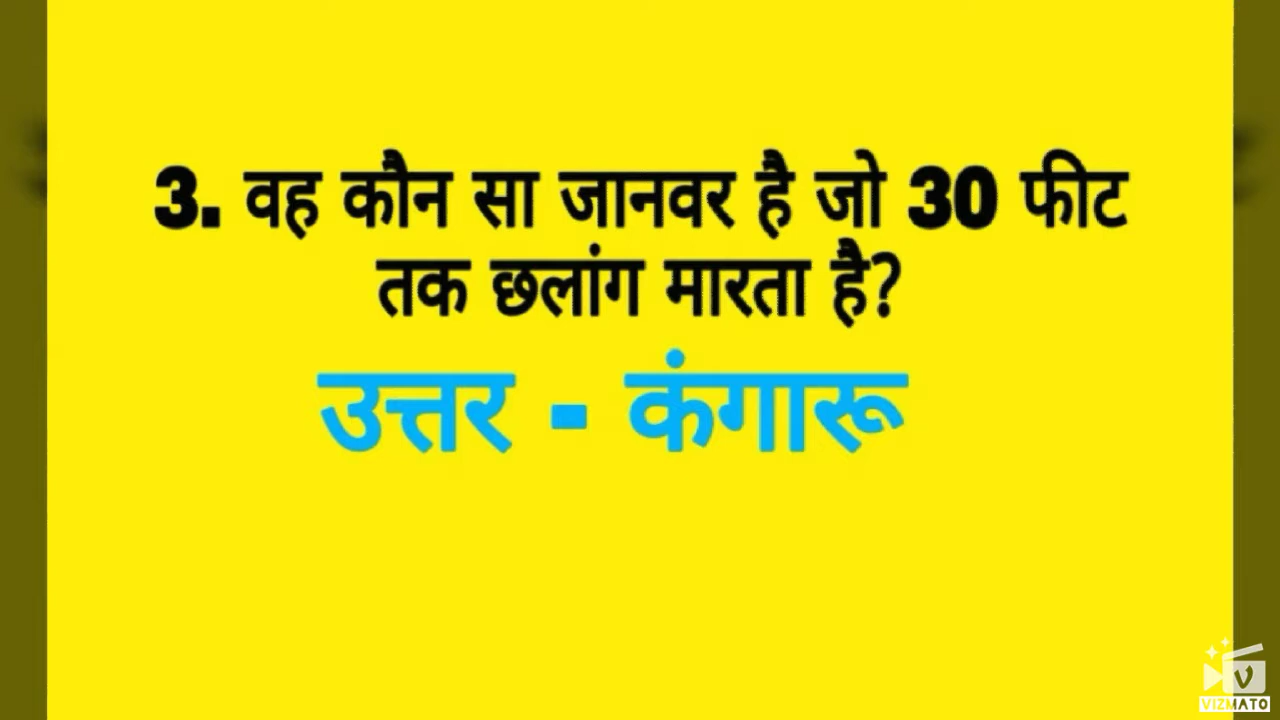 3. वह कौन सा जानवर है जो 30 फीट
तक छलांग मारता है?
उत्तर - कंगारू
V
VIZMATO